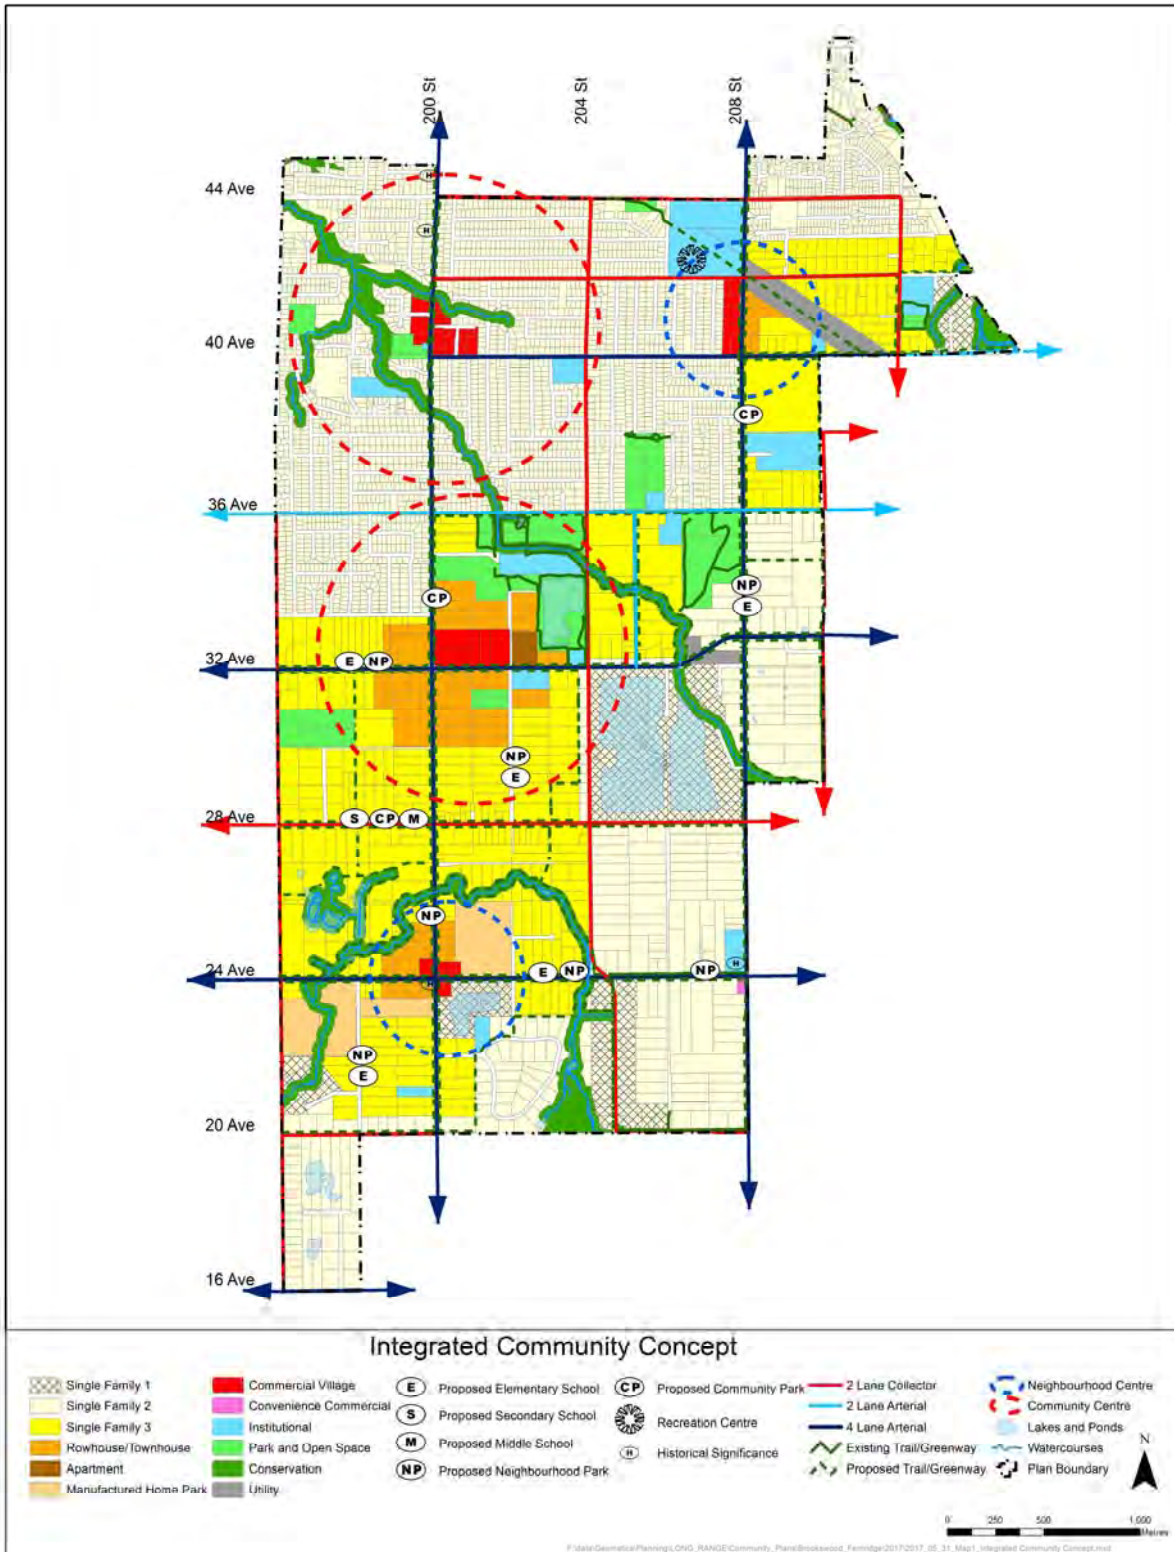 200 St
204 St
208 St
44 Ave
H
H
40 Ave
CP
36 Ave
NP
CP
E
32 Ave
E NP
NP
E
28 Ave
S CP M
NP
H
24 Ave
E NP NP
H
NP
E
20 Ave
16 Ave
Integrated Community Concept
Single Family 1
Single Family 2
Single Family 3
Rowhouse/Townhouse
Apartment
Manufactured Home Park
Commercial Village
Convenience Commercial
Institutional
Park and Open Space
Conservation
Utility
E Proposed Elementary School
S Proposed Secondary School
M Proposed Middle School
NP Proposed Neighbourhood Park
CP Proposed Community Park
Recreation Centre
H Historical Significance
2 Lane Collector
2 Lane Arterial
4 Lane Arterial
Existing Trail/Greenway
Proposed Trail/Greenway
Neighbourhood Centre
Community Centre
Lakes and Ponds
Watercourses
Plan Boundary
N
0 250 500 1,000
Metres